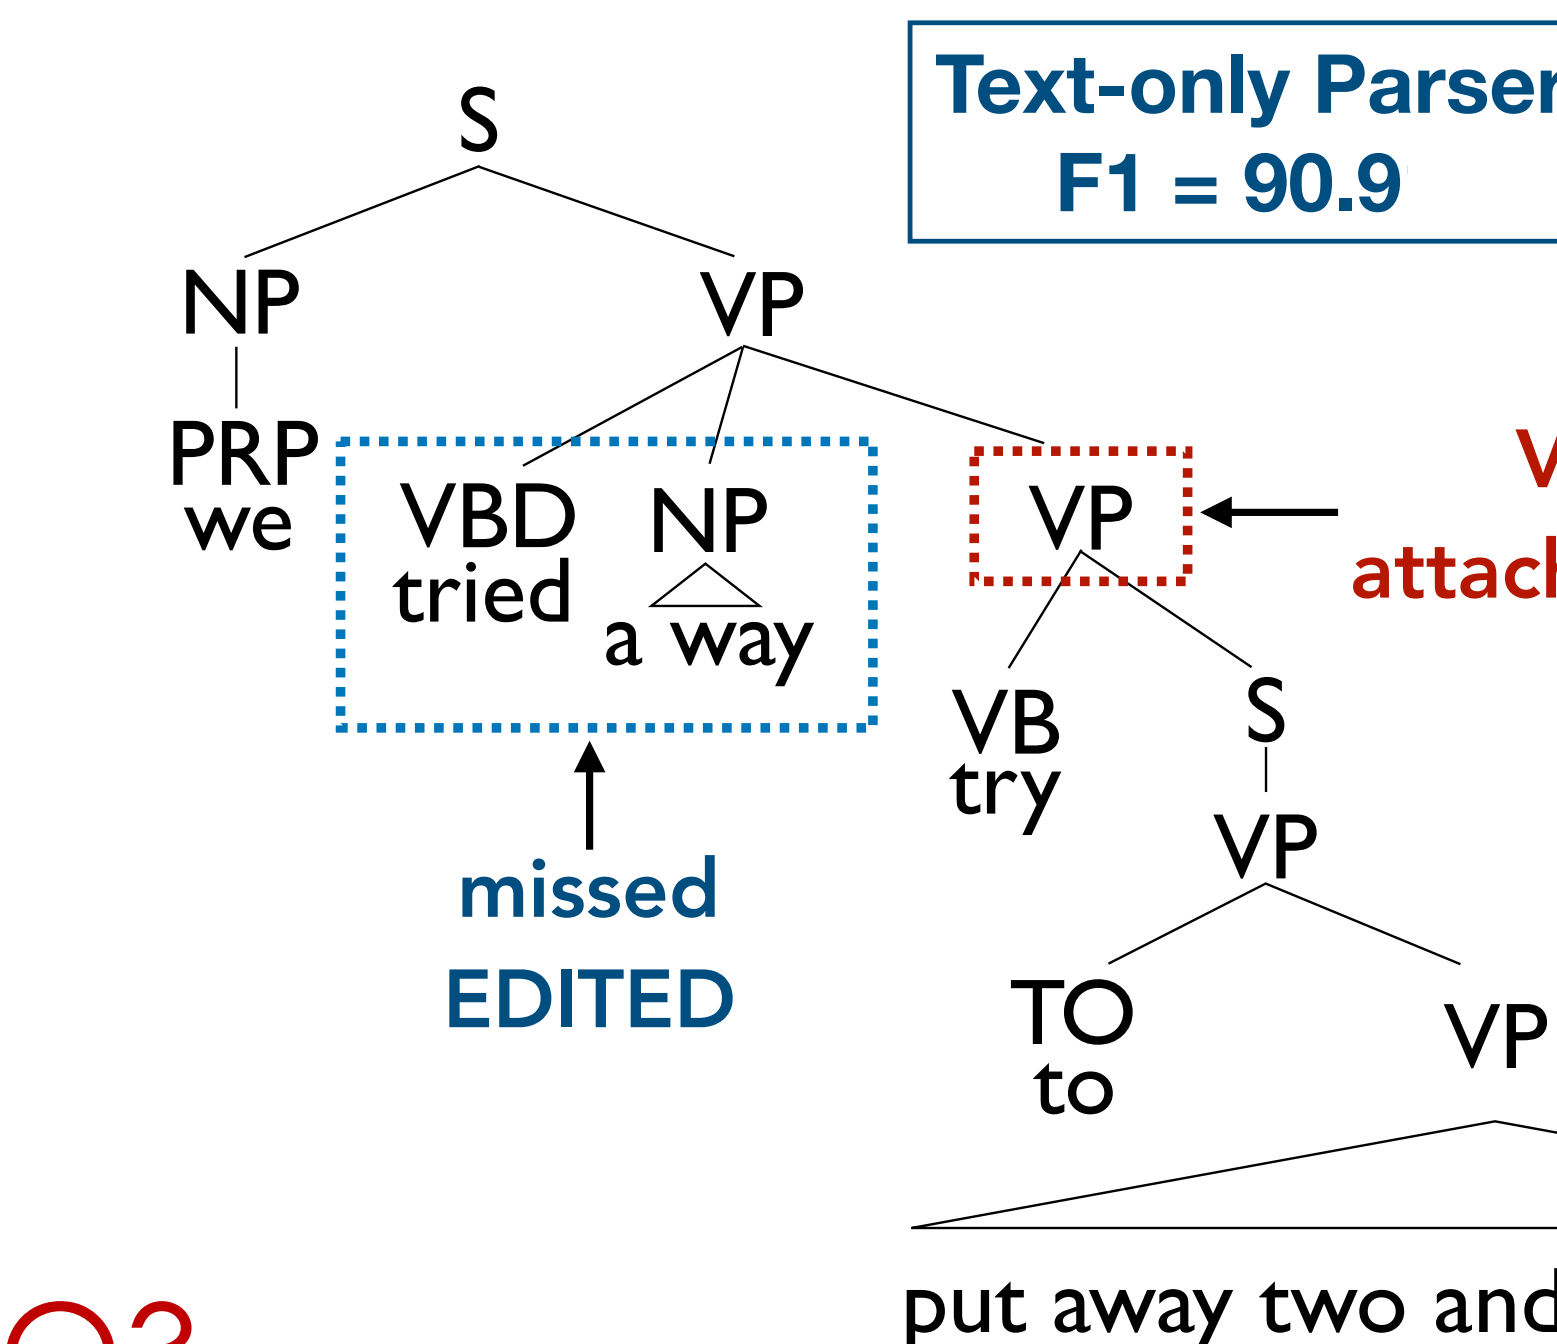 Text-only Parser
F1 = 90.9
S
NP VP
PRP
we
VBD NP VP
tried
a way
attach
VB S
try
VP
missed
EDITED
TO VP
to
put away two and